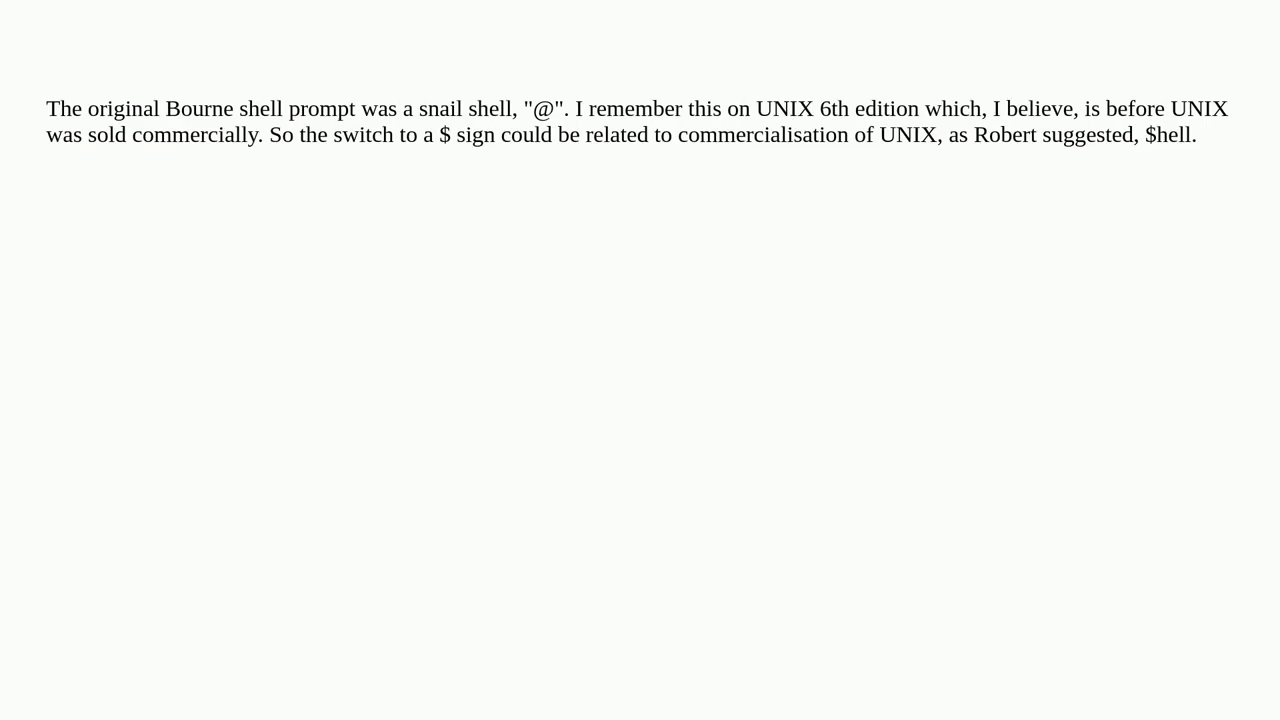 The original Bourne shell prompt was a snail shell, "@". I remember this on UNIX 6th edition which, I believe, is before UNIX
was sold commercially. So the switch to a $ sign could be related to commercialisation of UNIX, as Robert suggested, $hell.